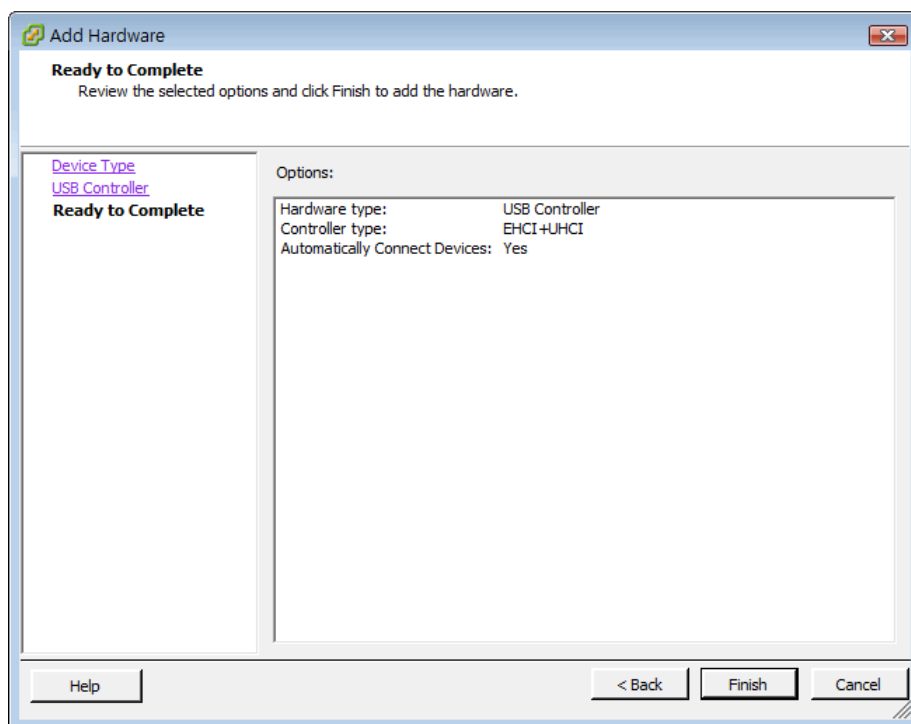 Add Hardware
Ready to Complete
Review the selected options and click Finish to add the hardware.
Device Type
USB Controller
Ready to Complete
Options:
Hardware type: USB Controller
Controller type: EHCI+UHCI
Automatically Connect Devices: Yes
Help
< Back
Finish
Cancel